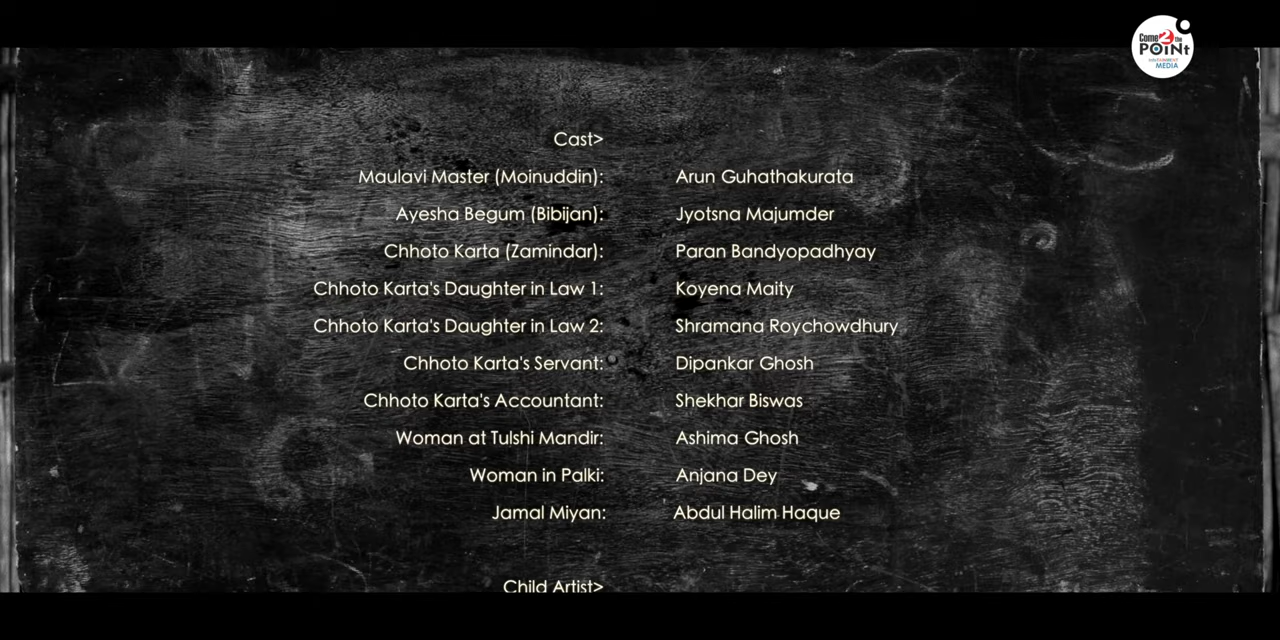 Come 2 the
POINt
INFOTAINMENT
MEDIA
Cast>
Maulavi Master (Moinuddin): Arun Guhathakurata
Ayesha Begum (Bibijan): Jyotsna Majumder
Chhoto Karta (Zamindar): Paran Bandyopadhyay
Chhoto Karta's Daughter in Law 1: Koyena Maity
Chhoto Karta's Daughter in Law 2: Shramana Roychowdhury
Chhoto Karta's Servant: Dipankar Ghosh
Chhoto Karta's Accountant: Shekhar Biswas
Woman at Tulshi Mandir: Ashima Ghosh
Woman in Palki: Anjana Dey
Jamal Miyan: Abdul Halim Haque
Child Artist>